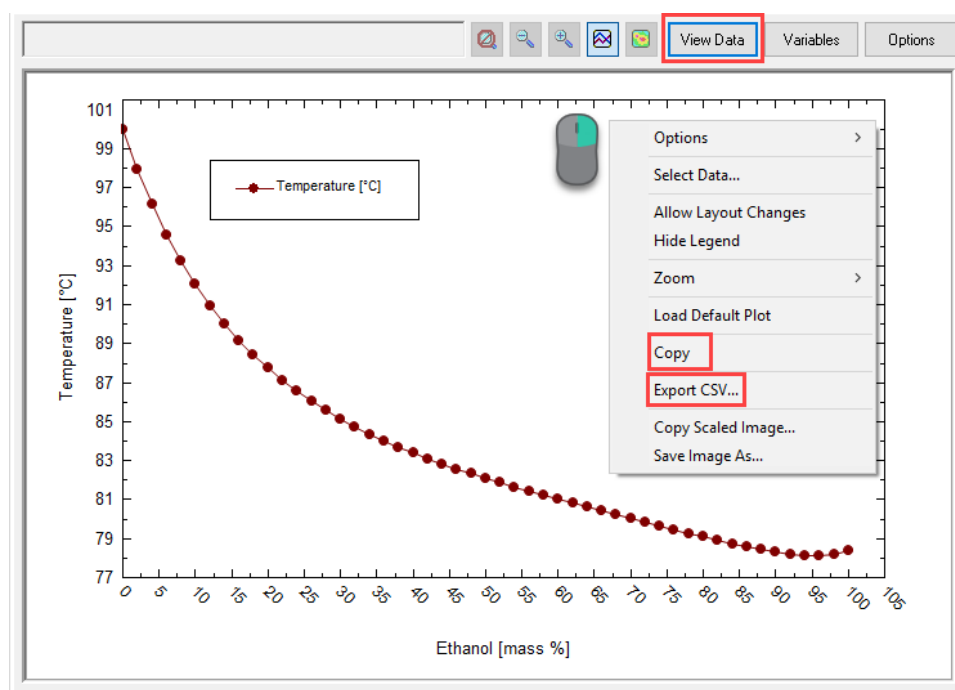 View Data Variables Options
101
99
97
95
93
91
89
87
85
83
81
79
77
Temperature [°C]
Temperature [°C]
Options
Select Data...
Allow Layout Changes
Hide Legend
Zoom
Load Default Plot
Copy
Export CSV...
Copy Scaled Image...
Save Image As...
0 5 10 15 20 25 30 35 40 45 50 55 60 65 70 75 80 85 90 95 100 105
Ethanol [mass %]